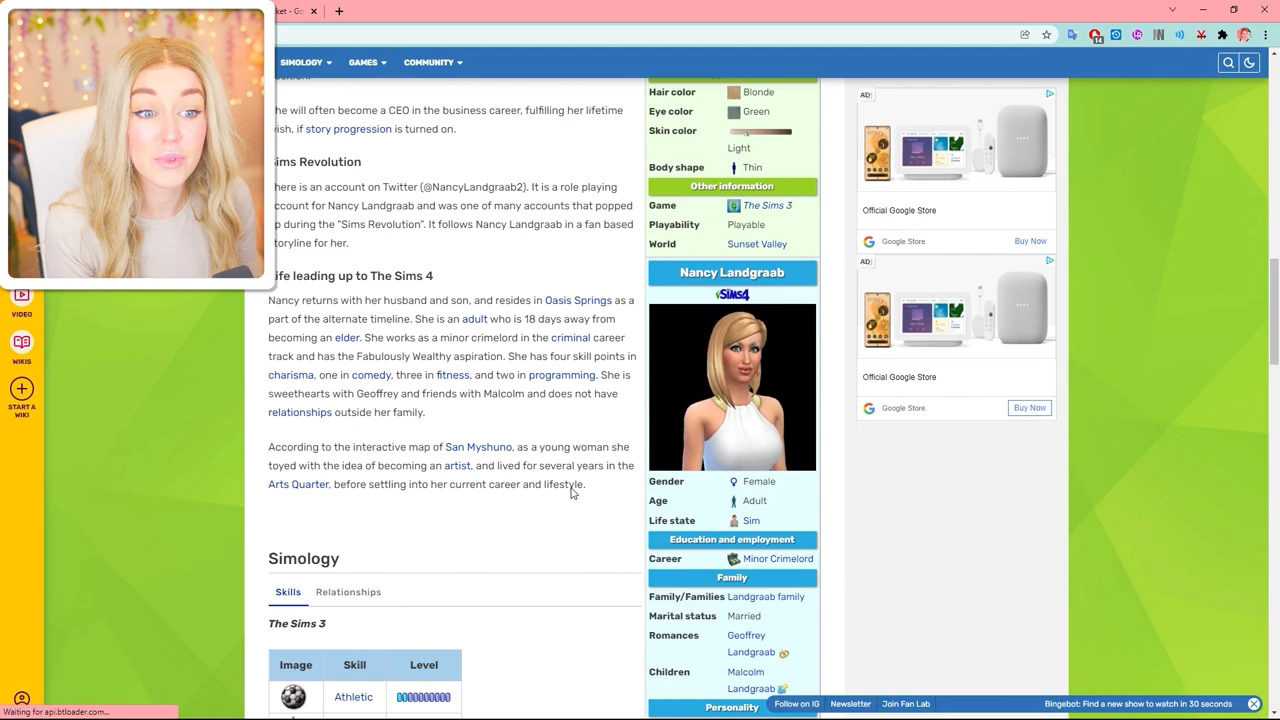 ket - Go
SIMOLOGY
GAMES
COMMUNITY
14
he will often become a CEO in the business career, fulfilling her lifetime
ish, if story progression is turned on.
Sims Revolution
here is an account on Twitter (@NancyLandgraab2). It is a role playing
ccount for Nancy Landgraab and was one of many accounts that popped
p during the "Sims Revolution". It follows Nancy Landgraab in a fan based
toryline for her.
ife leading up to The Sims 4
Nancy returns with her husband and son, and resides in Oasis Springs as a
part of the alternate timeline. She is an adult who is 18 days away from
becoming an elder. She works as a minor crimelord in the criminal career
track and has the Fabulously Wealthy aspiration. She has four skill points in
charisma, one in comedy, three in fitness, and two in programming. She is
sweethearts with Geoffrey and friends with Malcolm and does not have
relationships outside her family.
According to the interactive map of San Myshuno, as a young woman she
toyed with the idea of becoming an artist, and lived for several years in the
Arts Quarter, before settling into her current career and lifestyle.
Simology
Skills
Relationships
The Sims 3
Image
Skill
Level
Athletic
Hair color
Blonde
Eye color
Green
Skin color
Light
Body shape
Thin
Other information
Game
The Sims 3
Playability
Playable
World
Sunset Valley
Nancy Landgraab
THE SIMS 4
Gender
Female
Age
Adult
Life state
Sim
Education and employment
Career
Minor Crimelord
Family
Family/Families
Landgraab family
Marital status
Married
Romances
Geoffrey
Landgraab
Children
Malcolm
Landgraab
Personality
AD
Official Google Store
Google Store
Buy Now
AD
Official Google Store
Google Store
Buy Now
VIDEO
WIKIS
START A
WIKI
Waiting for api.btloader.com...
Follow on IG
Newsletter
Join Fan Lab
Bingebot: Find a new show to watch in 30 seconds